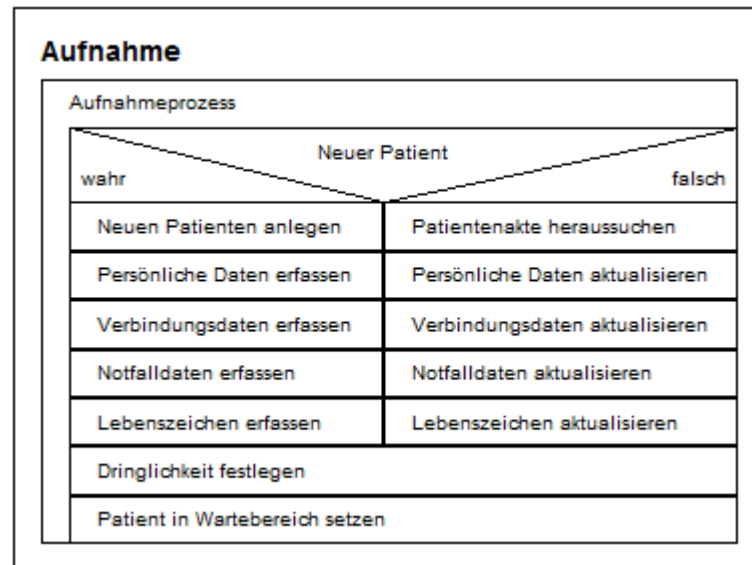 Aufnahme
Aufnahmeprozess
Neuer Patient
wahr falsch
Neuen Patienten anlegen Patientenakte heraussuchen
Persönliche Daten erfassen Persönliche Daten aktualisieren
Verbindungsdaten erfassen Verbindungsdaten aktualisieren
Notfalldaten erfassen Notfalldaten aktualisieren
Lebenszeichen erfassen Lebenszeichen aktualisieren
Dringlichkeit festlegen
Patient in Wartebereich setzen